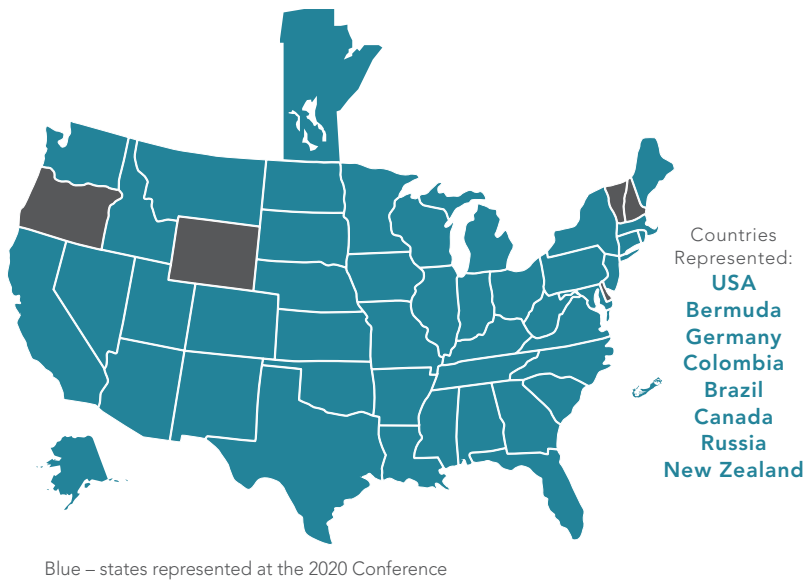 Countries
Represented:
USA
Bermuda
Germany
Colombia
Brazil
Canada
Russia
New Zealand
Blue – states represented at the 2020 Conference